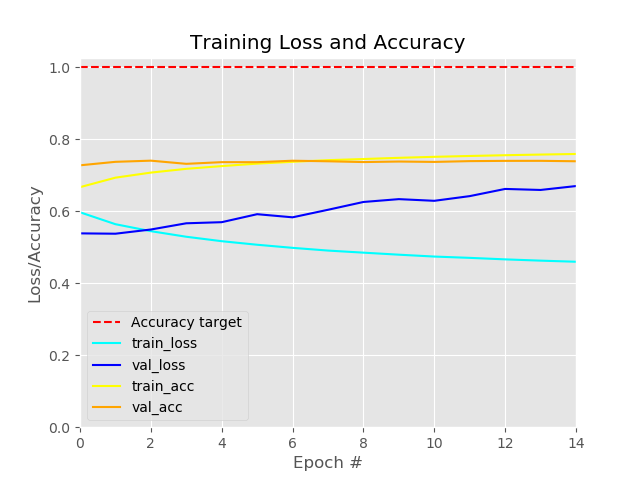 Training Loss and Accuracy
1.0
0.8
0.6
0.4
0.2
0.0
Loss/Accuracy
Accuracy target
train_loss
val_loss
train_acc
val_acc
0 2 4 6 8 10 12 14
Epoch #